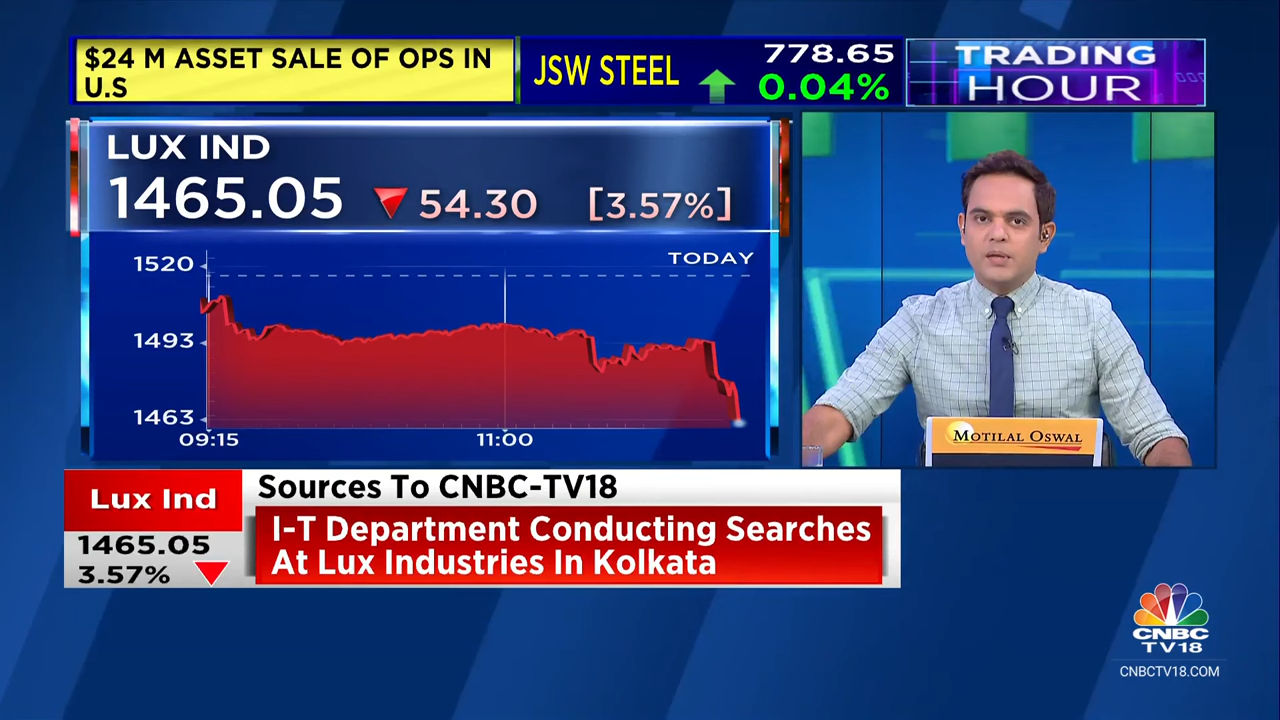 $24 M ASSET SALE OF OPS IN
U.S
JSW STEEL
778.65
0.04%
TRADING
HOUR
LUX IND
1465.05 54.30 [3.57%]
TODAY
1520
1493
1463
09:15 11:00
MOTILAL OSWAL
Lux Ind
1465.05
3.57%
Sources To CNBC-TV18
I-T Department Conducting Searches
At Lux Industries In Kolkata
CNBC
TV18
CNBCTV18.COM